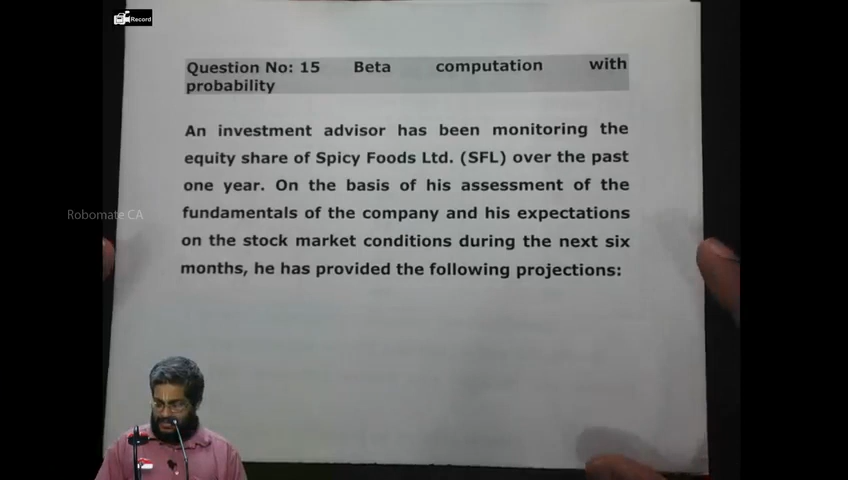 Record
Question No: 15 Beta computation with
probability
An investment advisor has been monitoring the
equity share of Spicy Foods Ltd. (SFL) over the past
one year. On the basis of his assessment of the
fundamentals of the company and his expectations
on the stock market conditions during the next six
months, he has provided the following projections:
Robomate CA